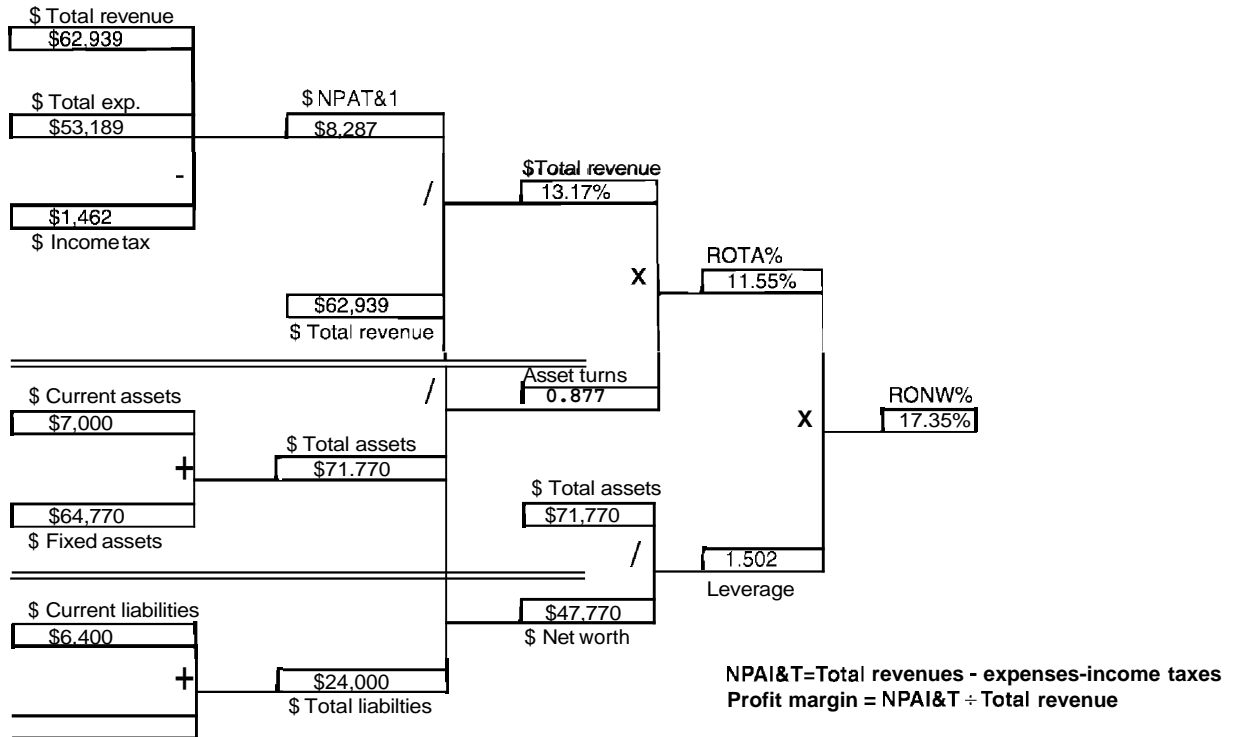 $ Total revenue
$62,939
$ Total exp.
$53,189
-
$1,462
$ Income tax
$ NPAT&1
$8,287
/
$62,939
$ Total revenue
$Total revenue
13.17%
X
ROTA%
11.55%
Asset turns
0.877
/
$ Current assets
$7,000
+
$64,770
$ Fixed assets
$ Total assets
$71.770
$ Total assets
$71,770
/
$47,770
$ Net worth
1.502
Leverage
X
RONW%
17.35%
$ Current liabilities
$6,400
+
$24,000
$ Total liabilties
NPAI&T=Total revenues - expenses-income taxes
Profit margin = NPAI&T ÷ Total revenue